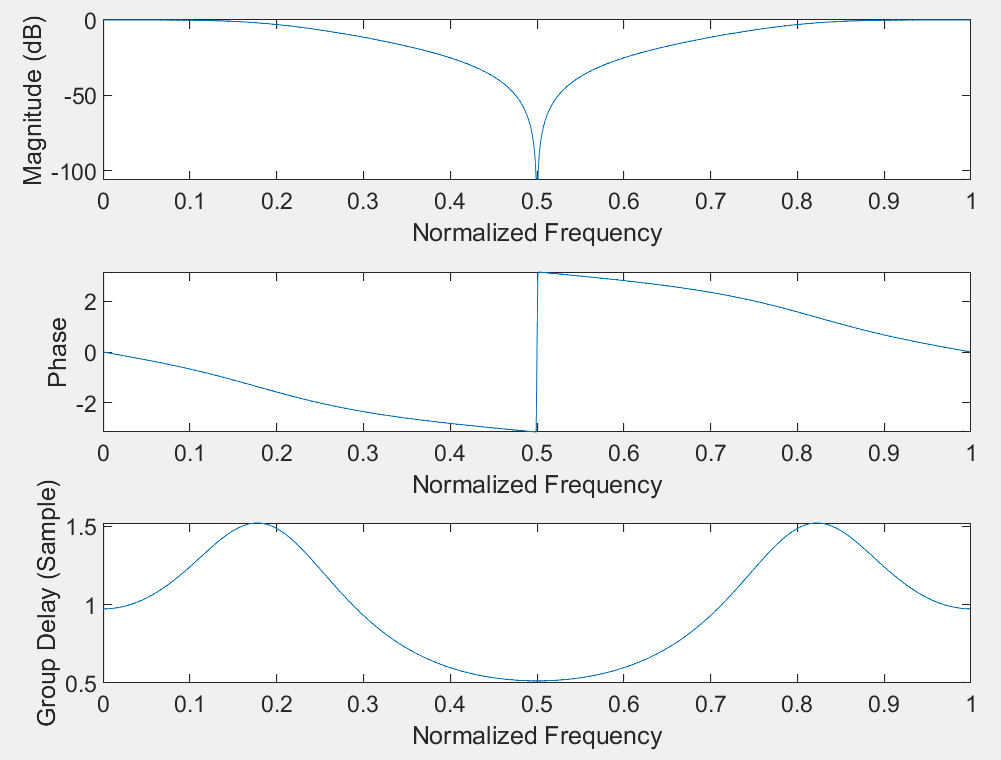 Magnitude (dB)
0
-50
-100
0 0.1 0.2 0.3 0.4 0.5 0.6 0.7 0.8 0.9 1
Normalized Frequency
Phase
2
0
-2
0 0.1 0.2 0.3 0.4 0.5 0.6 0.7 0.8 0.9 1
Normalized Frequency
Group Delay (Sample)
1.5
1
0.5
0 0.1 0.2 0.3 0.4 0.5 0.6 0.7 0.8 0.9 1
Normalized Frequency